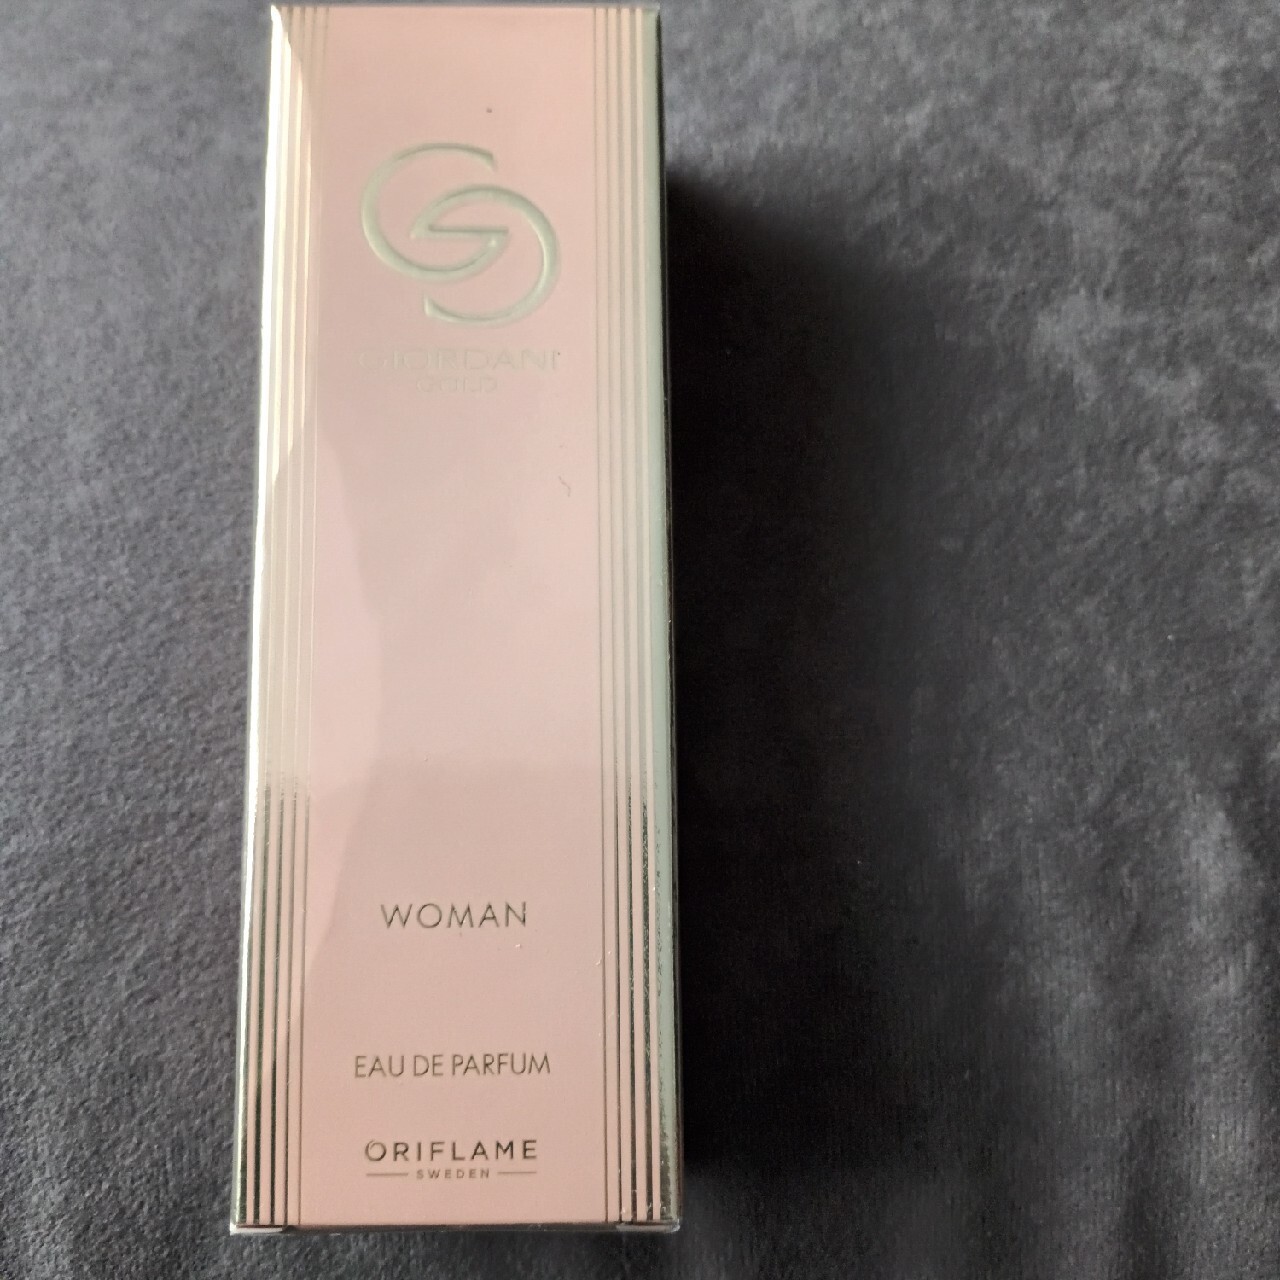 GIORDANI
GOLD
WOMAN
EAU DE PARFUM
ORIFLAME
SWEDEN